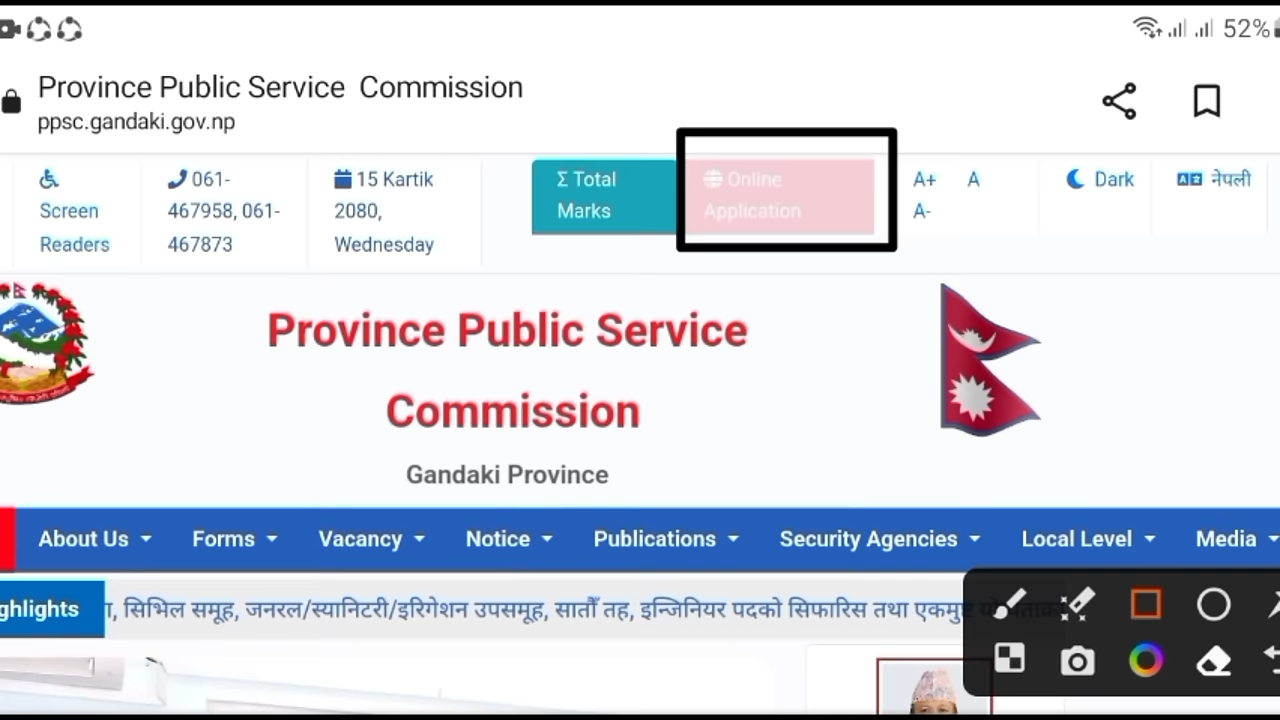 52%
Province Public Service Commission
ppsc.gandaki.gov.np
Screen
Readers
061-
467958, 061-
467873
15 Kartik
2080,
Wednesday
Σ Total
Marks
Online
Application
A+ A
A-
Dark
नेपाली
Province Public Service
Commission
Gandaki Province
About Us Forms Vacancy Notice Publications Security Agencies Local Level Media
ghlights
, सिभिल समूह, जनरल/स्यानिटरी/इरिगेशन उपसमूह, सातौँ तह, इन्जिनियर पदको सिफारिस तथा एकमुष्ट